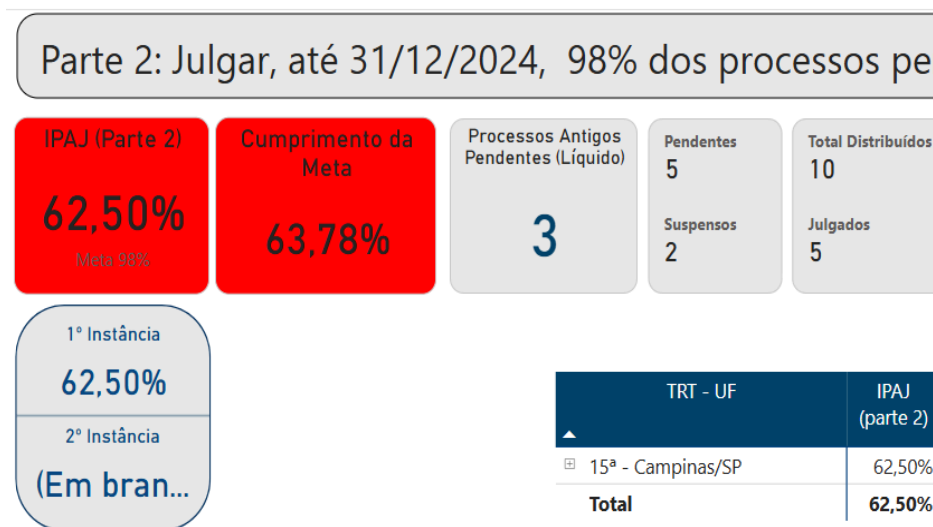 Parte 2: Julgar, até 31/12/2024, 98% dos processos pe
IPAJ (Parte 2)
62,50%
Meta 98%
Cumprimento da
Meta
63,78%
Processos Antigos
Pendentes (Líquido)
3
Pendentes
5
Suspensos
2
Total Distribuídos
10
Julgados
5
1º Instância
62,50%
2º Instância
(Em bran...
TRT - UF
IPAJ
(parte 2)
15ª - Campinas/SP
62,50%
Total
62,50%